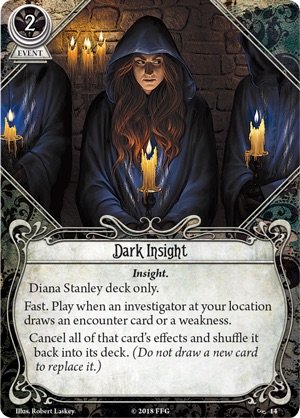 2
EVENT
Dark Insight
Insight.
Diana Stanley deck only.
Fast. Play when an investigator at your location
draws an encounter card or a weakness.
Cancel all of that card's effects and shuffle it
back into its deck. (Do not draw a new card
to replace it.)
Illus. Robert Laskey
© 2018 FFG
14